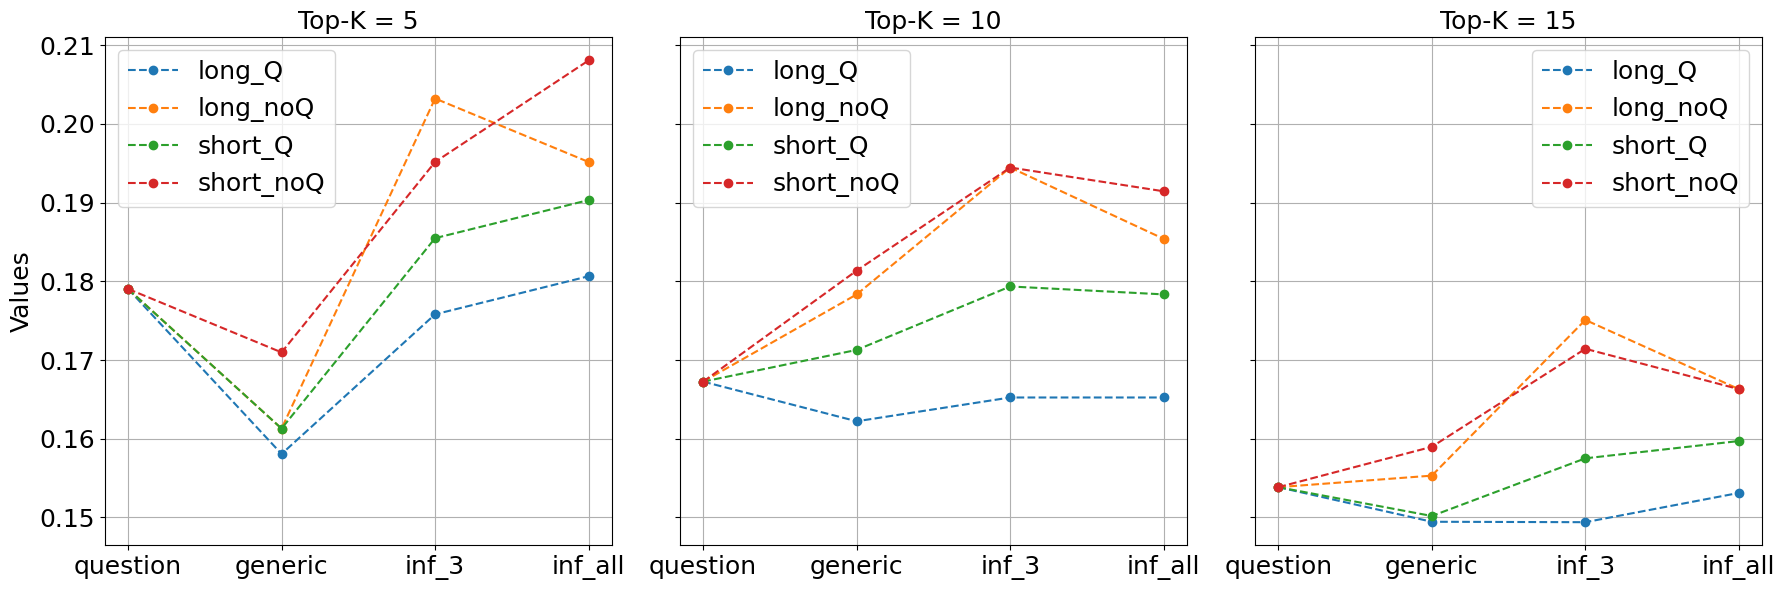 Top-K = 5
Top-K = 10
Top-K = 15
Values
0.21
0.20
0.19
0.18
0.17
0.16
0.15
long_Q
long_noQ
short_Q
short_noQ
question generic inf_3 inf_all
long_Q
long_noQ
short_Q
short_noQ
question generic inf_3 inf_all
long_Q
long_noQ
short_Q
short_noQ
question generic inf_3 inf_all